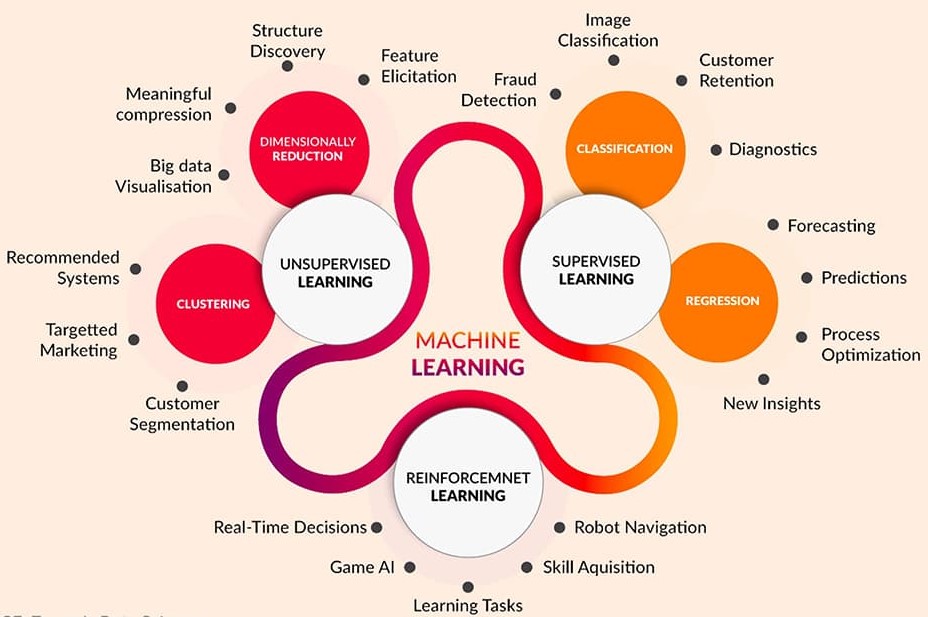 Structure
Discovery
Feature
Elicitation
Meaningful
compression
Big data
Visualisation
DIMENSIONALLY
REDUCTION
Recommended
Systems
Targetted
Marketing
Customer
Segmentation
CLUSTERING
UNSUPERVISED
LEARNING
Image
Classification
Fraud
Detection
Customer
Retention
Diagnostics
CLASSIFICATION
Forecasting
Predictions
Process
Optimization
New Insights
REGRESSION
SUPERVISED
LEARNING
MACHINE
LEARNING
REINFORCEMNET
LEARNING
Real-Time Decisions
Game AI
Learning Tasks
Skill Aquisition
Robot Navigation